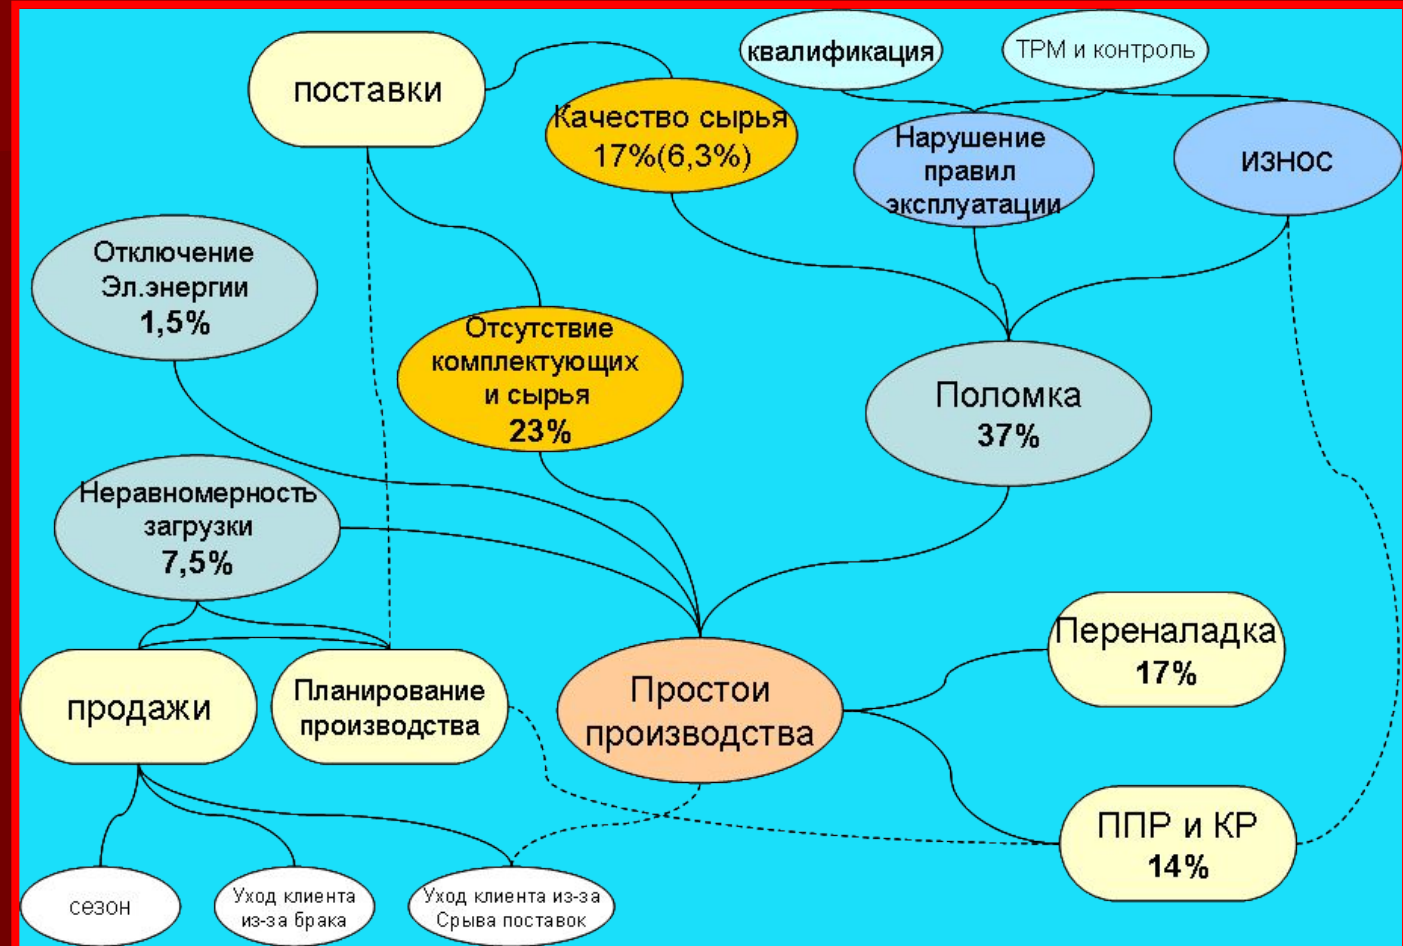 поставки
квалификация
ТРМ и контроль
Качество сырья
17%(6,3%)
Нарушение
правил
эксплуатации
износ
Отключение
Эл.энергии
1,5%
Отсутствие
комплектующих
и сырья
23%
Поломка
37%
Неравномерность
загрузки
7,5%
Переналадка
17%
продажи
Планирование
производства
Простои
производства
ППР и КР
14%
сезон
Уход клиента
из-за брака
Уход клиента из-за
Срыва поставок